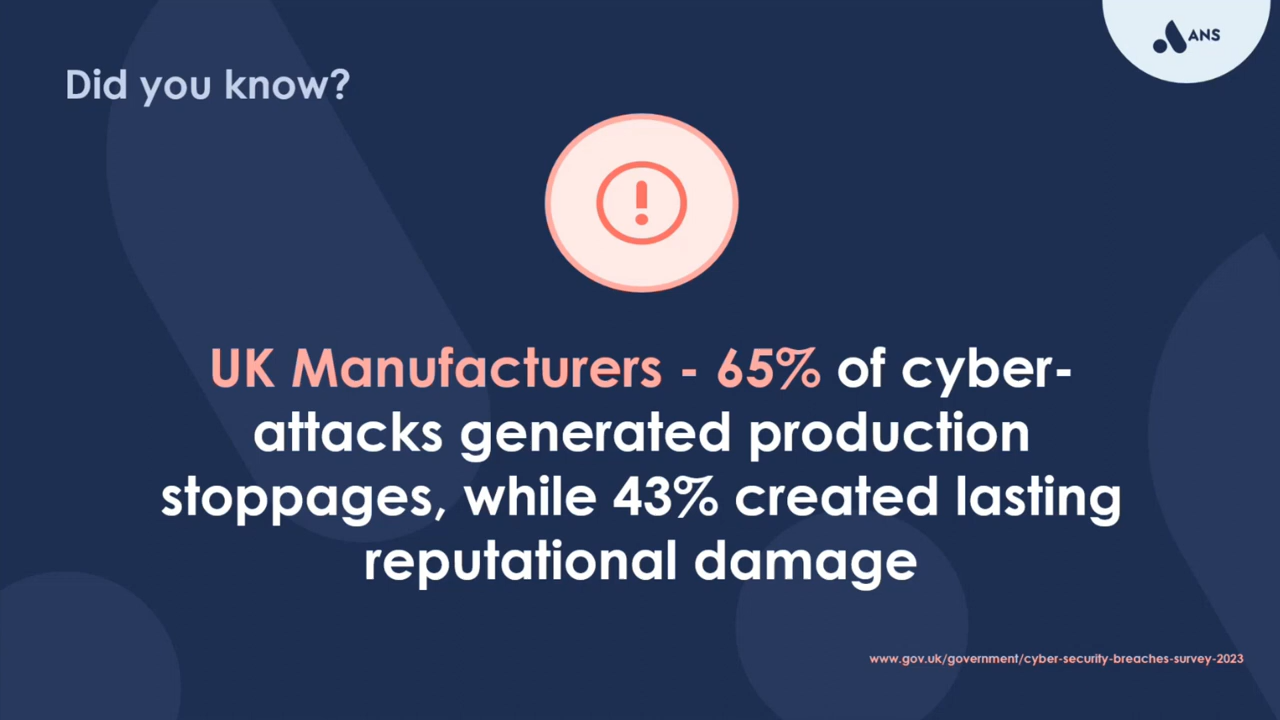 ANS
Did you know?
!
UK Manufacturers - 65% of cyber-
attacks generated production
stoppages, while 43% created lasting
reputational damage
www.gov.uk/government/cyber-security-breaches-survey-2023